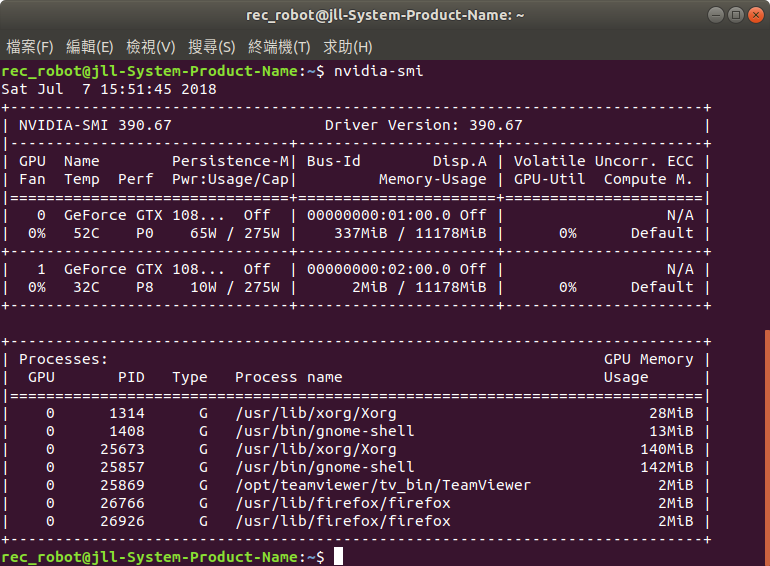 rec_robot@jll-System-Product-Name: ~
檔案(F) 編輯(E) 檢視(V) 搜尋(S) 終端機(T) 求助(H)
rec_robot@jll-System-Product-Name:~$ nvidia-smi
Sat Jul  7 15:51:45 2018
+-----------------------------------------------------------------------------+
| NVIDIA-SMI 390.67                 Driver Version: 390.67                    |
|-------------------------------+----------------------+----------------------+
| GPU  Name        Persistence-M| Bus-Id        Disp.A | Volatile Uncorr. ECC |
| Fan  Temp  Perf  Pwr:Usage/Cap|         Memory-Usage | GPU-Util  Compute M. |
|===============================+======================+======================|
|   0  GeForce GTX 108...  Off  | 00000000:01:00.0 Off |                  N/A |
|  0%   52C    P0    65W / 275W |    337MiB / 11178MiB |      0%      Default |
+-------------------------------+----------------------+----------------------+
|   1  GeForce GTX 108...  Off  | 00000000:02:00.0 Off |                  N/A |
|  0%   32C    P8    10W / 275W |      2MiB / 11178MiB |      0%      Default |
+-------------------------------+----------------------+----------------------+
+-----------------------------------------------------------------------------+
| Processes:                                                       GPU Memory |
|  GPU       PID   Type   Process name                             Usage      |
|=============================================================================|
|    0      1314      G   /usr/lib/xorg/Xorg                            28MiB |
|    0      1408      G   /usr/bin/gnome-shell                          13MiB |
|    0     25673      G   /usr/lib/xorg/Xorg                           140MiB |
|    0     25857      G   /usr/bin/gnome-shell                         142MiB |
|    0     25869      G   /opt/teamviewer/tv_bin/TeamViewer              2MiB |
|    0     26766      G   /usr/lib/firefox/firefox                       2MiB |
|    0     26926      G   /usr/lib/firefox/firefox                       2MiB |
+-----------------------------------------------------------------------------+
rec_robot@jll-System-Product-Name:~$